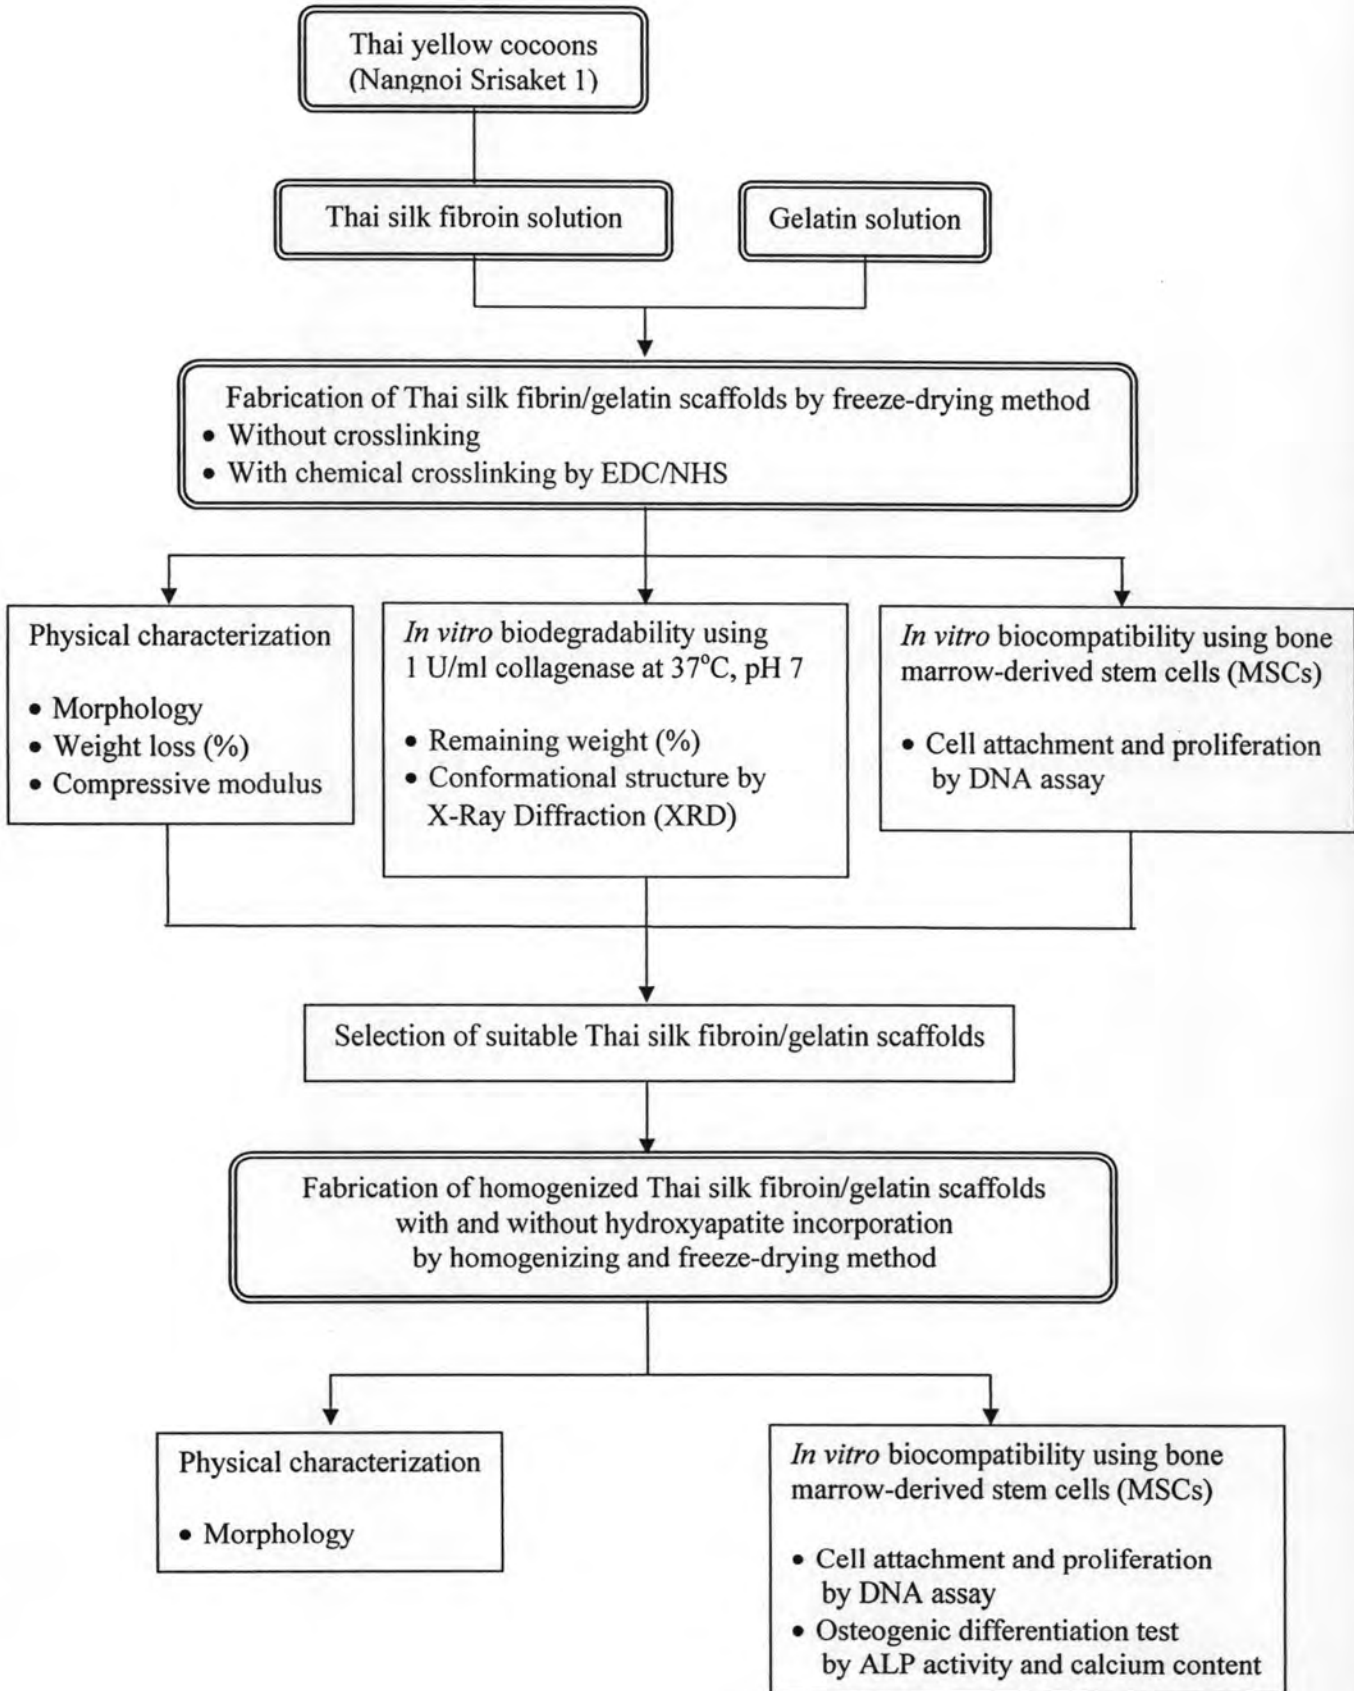 Thai yellow cocoons
(Nangnoi Srisaket 1)
Thai silk fibroin solution
Gelatin solution
Fabrication of Thai silk fibrin/gelatin scaffolds by freeze-drying method
• Without crosslinking
• With chemical crosslinking by EDC/NHS
Physical characterization
• Morphology
• Weight loss (%)
• Compressive modulus
In vitro biodegradability using
1 U/ml collagenase at 37°C, pH 7
• Remaining weight (%)
• Conformational structure by
X-Ray Diffraction (XRD)
In vitro biocompatibility using bone
marrow-derived stem cells (MSCs)
• Cell attachment and proliferation
by DNA assay
Selection of suitable Thai silk fibroin/gelatin scaffolds
Fabrication of homogenized Thai silk fibroin/gelatin scaffolds
with and without hydroxyapatite incorporation
by homogenizing and freeze-drying method
Physical characterization
• Morphology
In vitro biocompatibility using bone
marrow-derived stem cells (MSCs)
• Cell attachment and proliferation
by DNA assay
• Osteogenic differentiation test
by ALP activity and calcium content